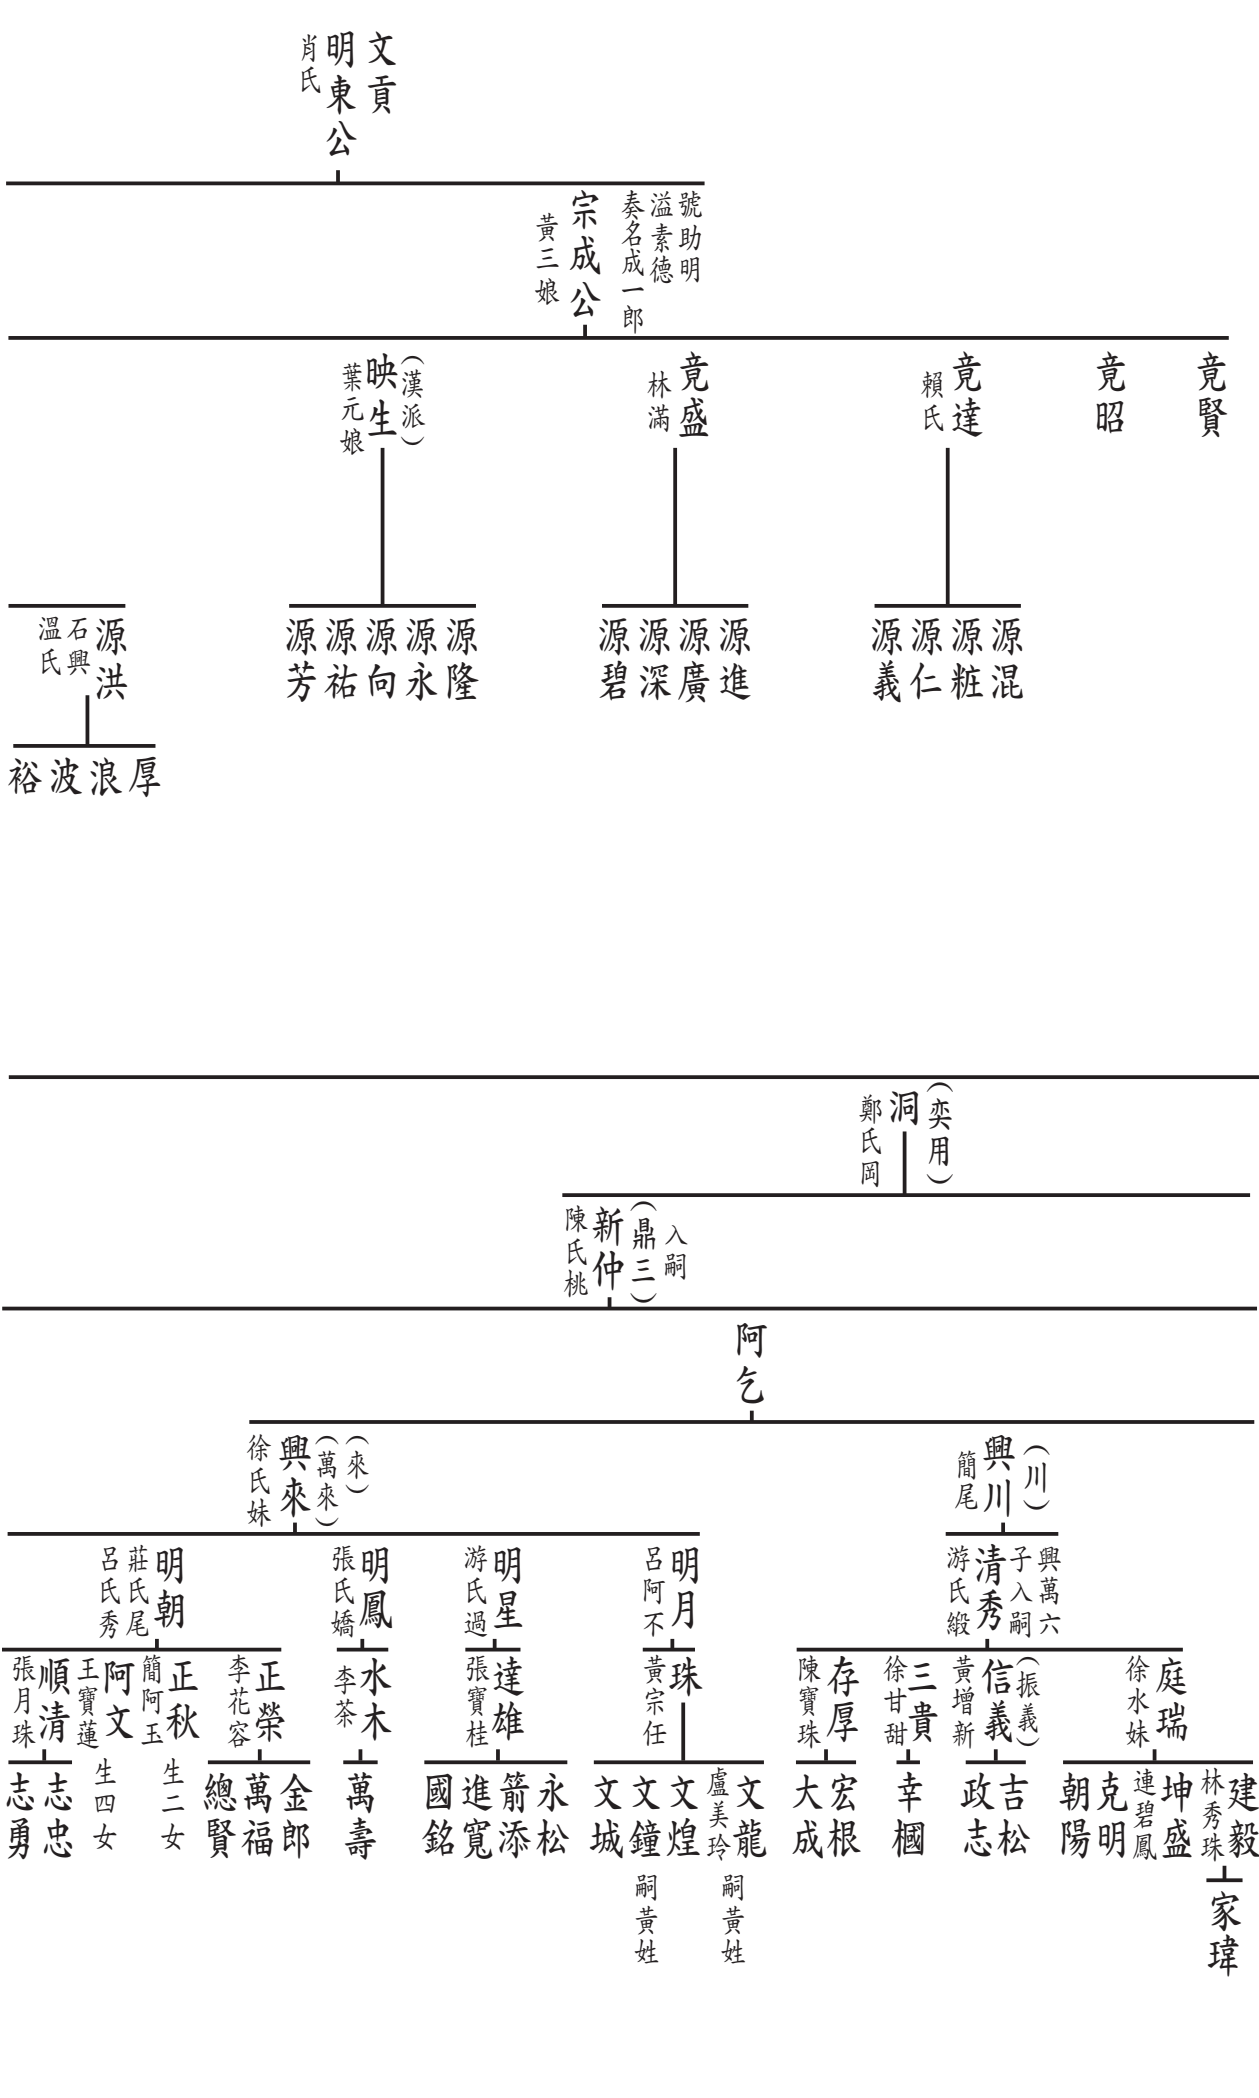 文貢
明東公
肖氏
號助明
溢素德
奏名成一郎
宗成公
黃三娘
竟賢
竟昭
竟達
賴氏
竟盛
林滿
(漢派)
映生
葉元娘
源混
源粧
源仁
源義
源進
源廣
源深
源碧
源隆
源永
源向
源祐
源芳
源洪
石興
溫氏
厚
浪
波
裕
(奕用)
洞
鄭氏岡
入嗣
(鼎三)
新仲
陳氏桃
阿乞
(川)
興川
簡尾
(來)
(萬來)
興來
徐氏妹
興萬六
子入嗣
清秀
游氏緞
明月
呂阿不
明星
游氏過
明鳳
張氏嬌
明朝
莊氏尾
呂氏秀
庭瑞
徐水妹
(振義)
信義
黃增新
三貴
徐甘甜
存厚
陳寶珠
珠
黃宗任
達雄
張寶桂
水木
李茶
正榮
李花容
正秋
簡阿玉
阿文
王寶蓮
順清
張月珠
建毅
林秀珠
坤盛
連碧鳳
克明
朝陽
吉松
政志
幸槶
宏根
大成
文龍
盧美玲
文煌
文鐘
文城
永松
箭添
進寬
國銘
萬壽
金郎
萬福
總賢
生二女
生四女
志忠
志勇
嗣黃姓
嗣黃姓
家瑋